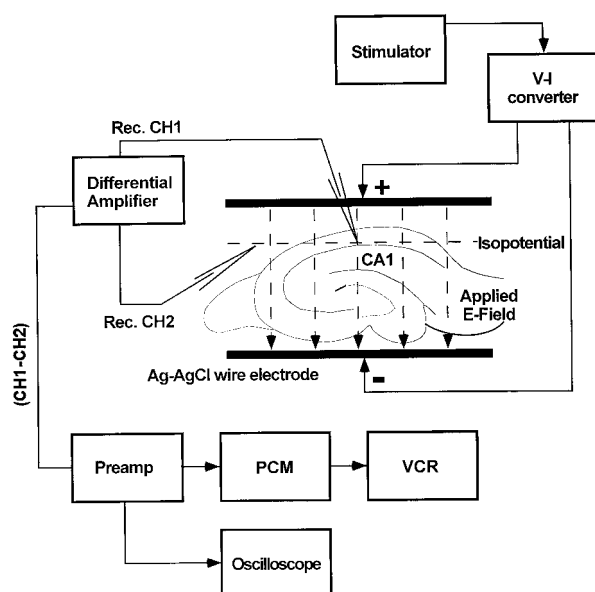 Stimulator
V-I
converter
Rec. CH1
Differential
Amplifier
+
Isopotential
CA1
Applied
E-Field
Rec. CH2
Ag-AgCl wire electrode
-
(CH1-CH2)
Preamp
PCM
VCR
Oscilloscope